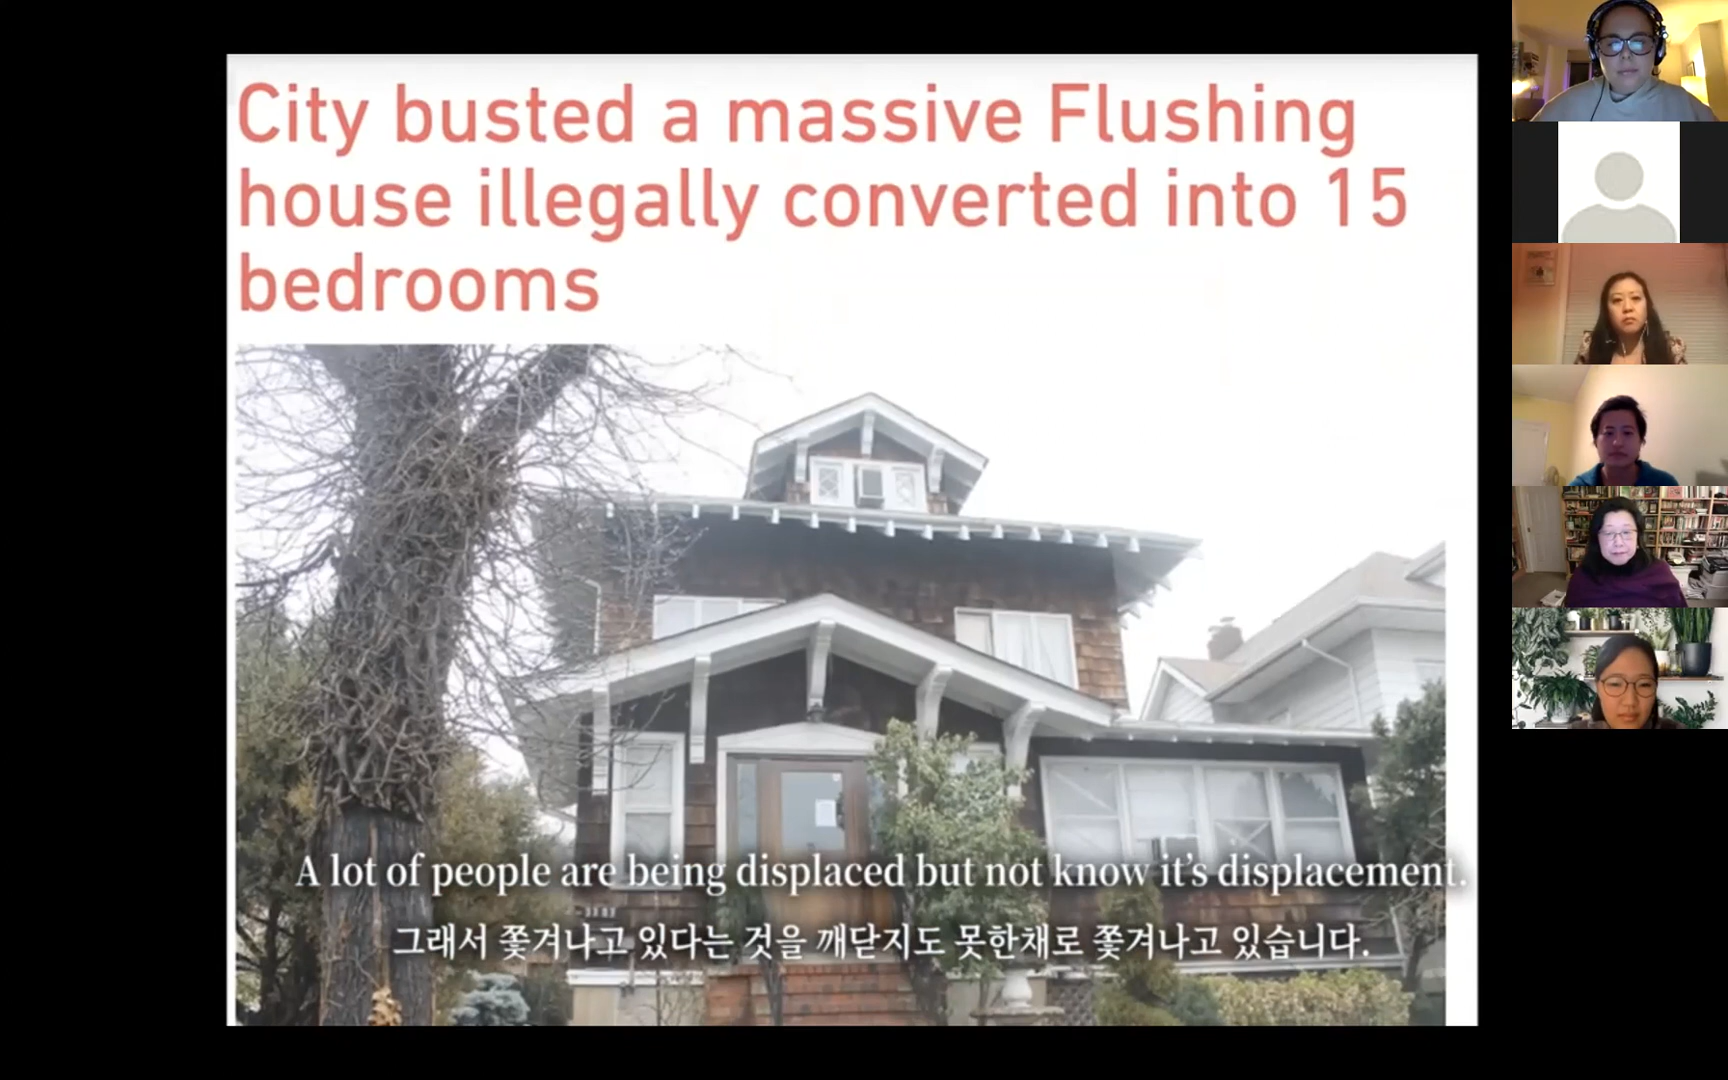 City busted a massive Flushing
house illegally converted into 15
bedrooms
A lot of people are being displaced but not know it's displacement.
그래서 쫓겨나고 있다는 것을 깨닫지도 못한채로 쫓겨나고 있습니다.